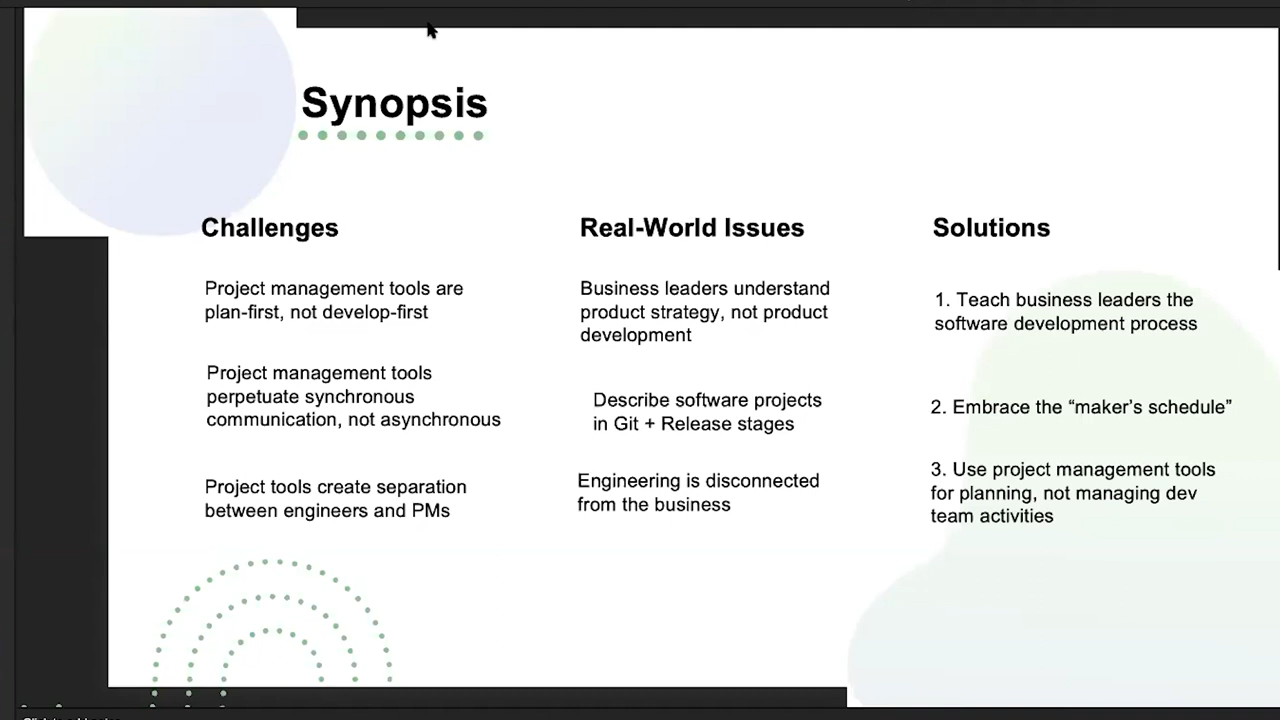 Synopsis
Challenges
Project management tools are
plan-first, not develop-first
Project management tools
perpetuate synchronous
communication, not asynchronous
Project tools create separation
between engineers and PMs
Real-World Issues
Business leaders understand
product strategy, not product
development
Describe software projects
in Git + Release stages
Engineering is disconnected
from the business
Solutions
1. Teach business leaders the
software development process
2. Embrace the “maker’s schedule”
3. Use project management tools
for planning, not managing dev
team activities